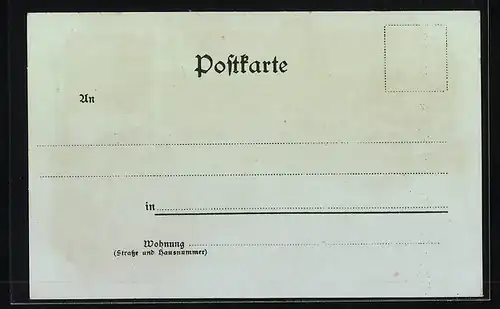 Postkarte
An
in
Wohnung
(Straße und Hausnummer)